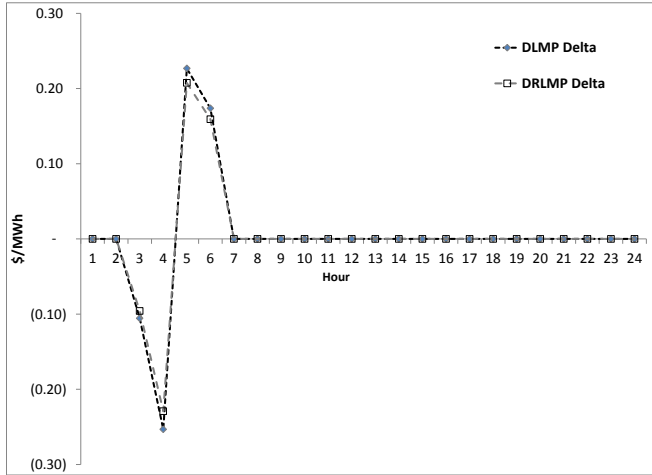 0.30
DLMP Delta
0.20
DRLMP Delta
0.10
$/MWh
-
1 2 3 4 5 6 7 8 9 10 11 12 13 14 15 16 17 18 19 20 21 22 23 24
Hour
(0.10)
(0.20)
(0.30)